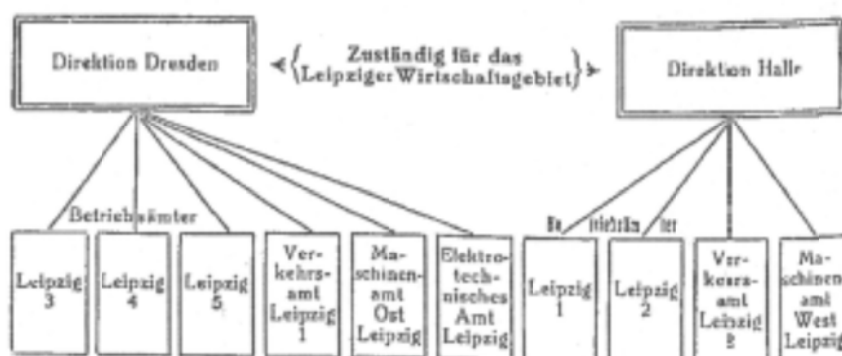 Direktion Dresden
Zuständig für das
Leipziger Wirtschaftsgebiet
Direktion Halle
Betriebsämter
Leipzig
3
Leipzig
4
Leipzig
5
Ver-
kehrs-
amt
Leipzig
1
Ma-
schinen-
amt
Ost
Leipzig
Elektro-
tech-
nisches
Amt
Leipzig
Leipzig
1
Leipzig
2
Ver-
kehrs-
amt
Leipzig
Ma-
schinen-
amt
West
Leipzig